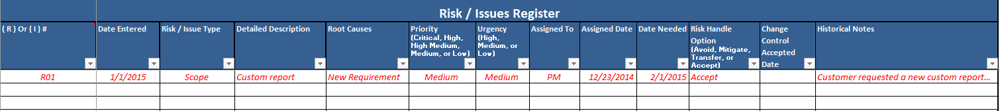 Risk / Issues Register
( R ) Or ( I ) #
Date Entered
Risk / Issue Type
Detailed Description
Root Causes
Priority
(Critical, High,
High Medium,
Medium, or Low)
Urgency
(High,
Medium, or
Low)
Assigned To
Assigned Date
Date Needed
Risk Handle
Option
(Avoid, Mitigate,
Transfer, or
Accept)
Change
Control
Accepted
Date
Historical Notes
R01 1/1/2015 Scope Custom report New Requirement Medium Medium PM 12/23/2014 2/1/2015 Accept Customer requested a new custom report...